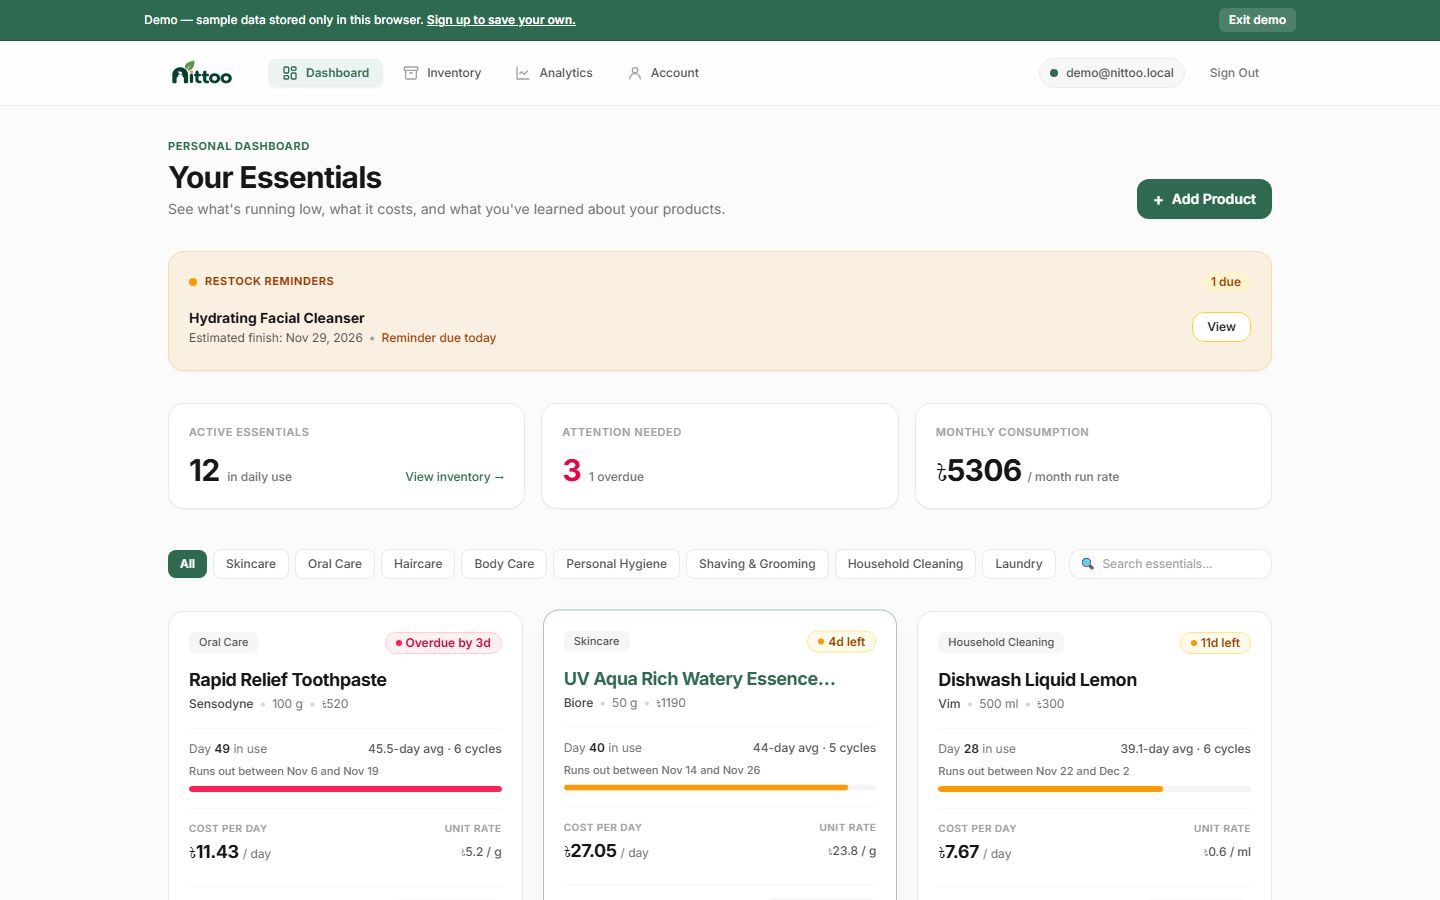 Demo — sample data stored only in this browser. Sign up to save your own.
Exit demo
Nittoo
Dashboard
Inventory
Analytics
Account
demo@nittoo.local
Sign Out
PERSONAL DASHBOARD
Your Essentials
See what's running low, what it costs, and what you've learned about your products.
+ Add Product
RESTOCK REMINDERS
1 due
Hydrating Facial Cleanser
Estimated finish: Nov 29, 2026 • Reminder due today
View
ACTIVE ESSENTIALS
12 in daily use
View inventory →
ATTENTION NEEDED
3 1 overdue
MONTHLY CONSUMPTION
৳5306 / month run rate
All
Skincare
Oral Care
Haircare
Body Care
Personal Hygiene
Shaving & Grooming
Household Cleaning
Laundry
Search essentials...
Oral Care
Overdue by 3d
Rapid Relief Toothpaste
Sensodyne • 100 g • ৳520
Day 49 in use
45.5-day avg · 6 cycles
Runs out between Nov 6 and Nov 19
COST PER DAY
UNIT RATE
৳11.43 / day
৳5.2 / g
Skincare
4d left
UV Aqua Rich Watery Essence...
Biore • 50 g • ৳1190
Day 40 in use
44-day avg · 5 cycles
Runs out between Nov 14 and Nov 26
COST PER DAY
UNIT RATE
৳27.05 / day
৳23.8 / g
Household Cleaning
11d left
Dishwash Liquid Lemon
Vim • 500 ml • ৳300
Day 28 in use
39.1-day avg · 6 cycles
Runs out between Nov 22 and Dec 2
COST PER DAY
UNIT RATE
৳7.67 / day
৳0.6 / ml